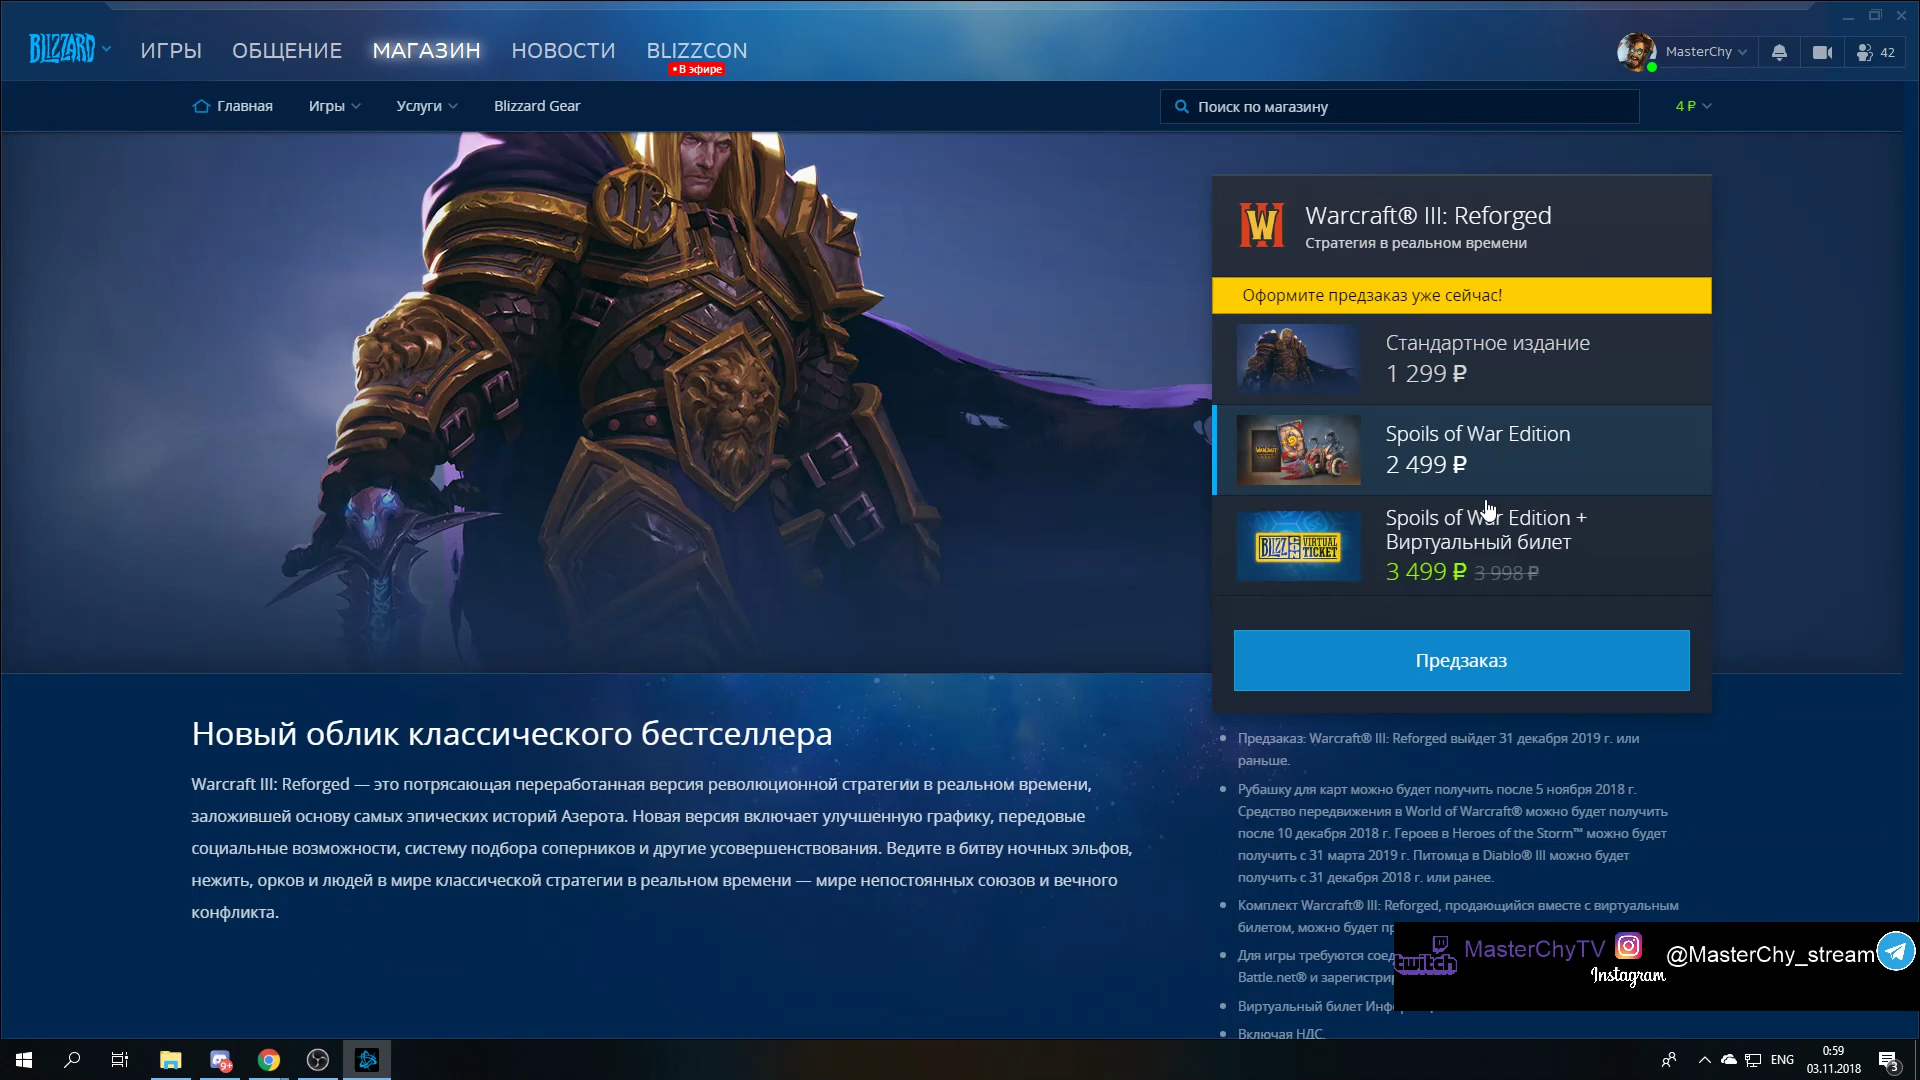 BLIZZARD
ИГРЫ
ОБЩЕНИЕ
МАГАЗИН
НОВОСТИ
BLIZZCON
• В эфире
MasterChy
42
Главная
Игры
Услуги
Blizzard Gear
Поиск по магазину
4 ₽
Warcraft® III: Reforged
Стратегия в реальном времени
Оформите предзаказ уже сейчас!
Стандартное издание
1 299 ₽
Spoils of War Edition
2 499 ₽
BLIZZCON VIRTUAL TICKET
Spoils of War Edition +
Виртуальный билет
3 499 ₽ 3 998 ₽
Предзаказ
Новый облик классического бестселлера
Warcraft III: Reforged — это потрясающая переработанная версия революционной стратегии в реальном времени,
заложившей основу самых эпических историй Азерота. Новая версия включает улучшенную графику, передовые
социальные возможности, систему подбора соперников и другие усовершенствования. Ведите в битву ночных эльфов,
нежить, орков и людей в мире классической стратегии в реальном времени — мире непостоянных союзов и вечного
конфликта.
Предзаказ: Warcraft® III: Reforged выйдет 31 декабря 2019 г. или
раньше.
Рубашку для карт можно будет получить после 5 ноября 2018 г.
Средство передвижения в World of Warcraft® можно будет получить
после 10 декабря 2018 г. Героев в Heroes of the Storm™ можно будет
получить с 31 марта 2019 г. Питомца в Diablo® III можно будет
получить с 31 декабря 2018 г. или ранее.
Комплект Warcraft® III: Reforged, продающийся вместе с виртуальным
билетом, можно будет
Для игры требуются
Battle.net® и
Виртуальный билет
Включая НДС.
twitch
MasterChyTV
Instagram
@MasterChy_stream
9+
ENG
0:59
03.11.2018
3